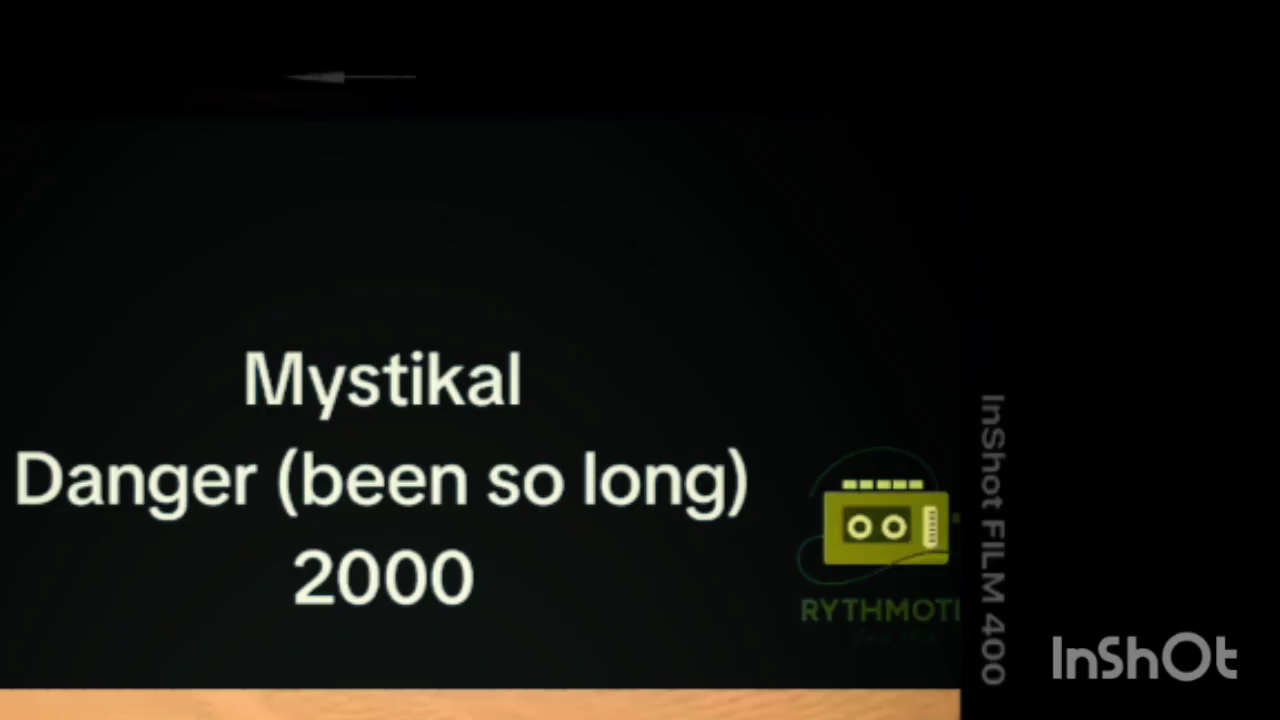 Mystikal
Danger (been so long)
2000
RYTHMOTI
InShot FILM 400
InShOt